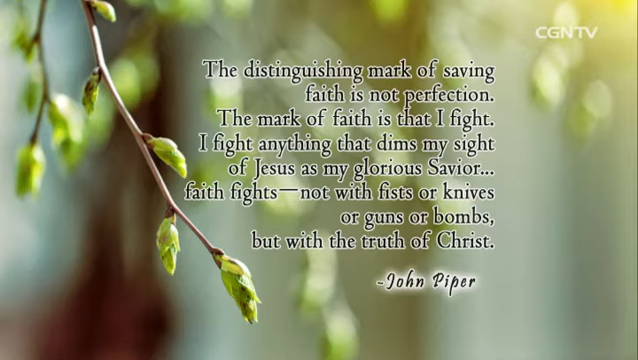 CGNTV
The distinguishing mark of saving
faith is not perfection.
The mark of faith is that I fight.
I fight anything that dims my sight
of Jesus as my glorious Savior...
faith fights—not with fists or knives
or guns or bombs,
but with the truth of Christ.
-John Piper